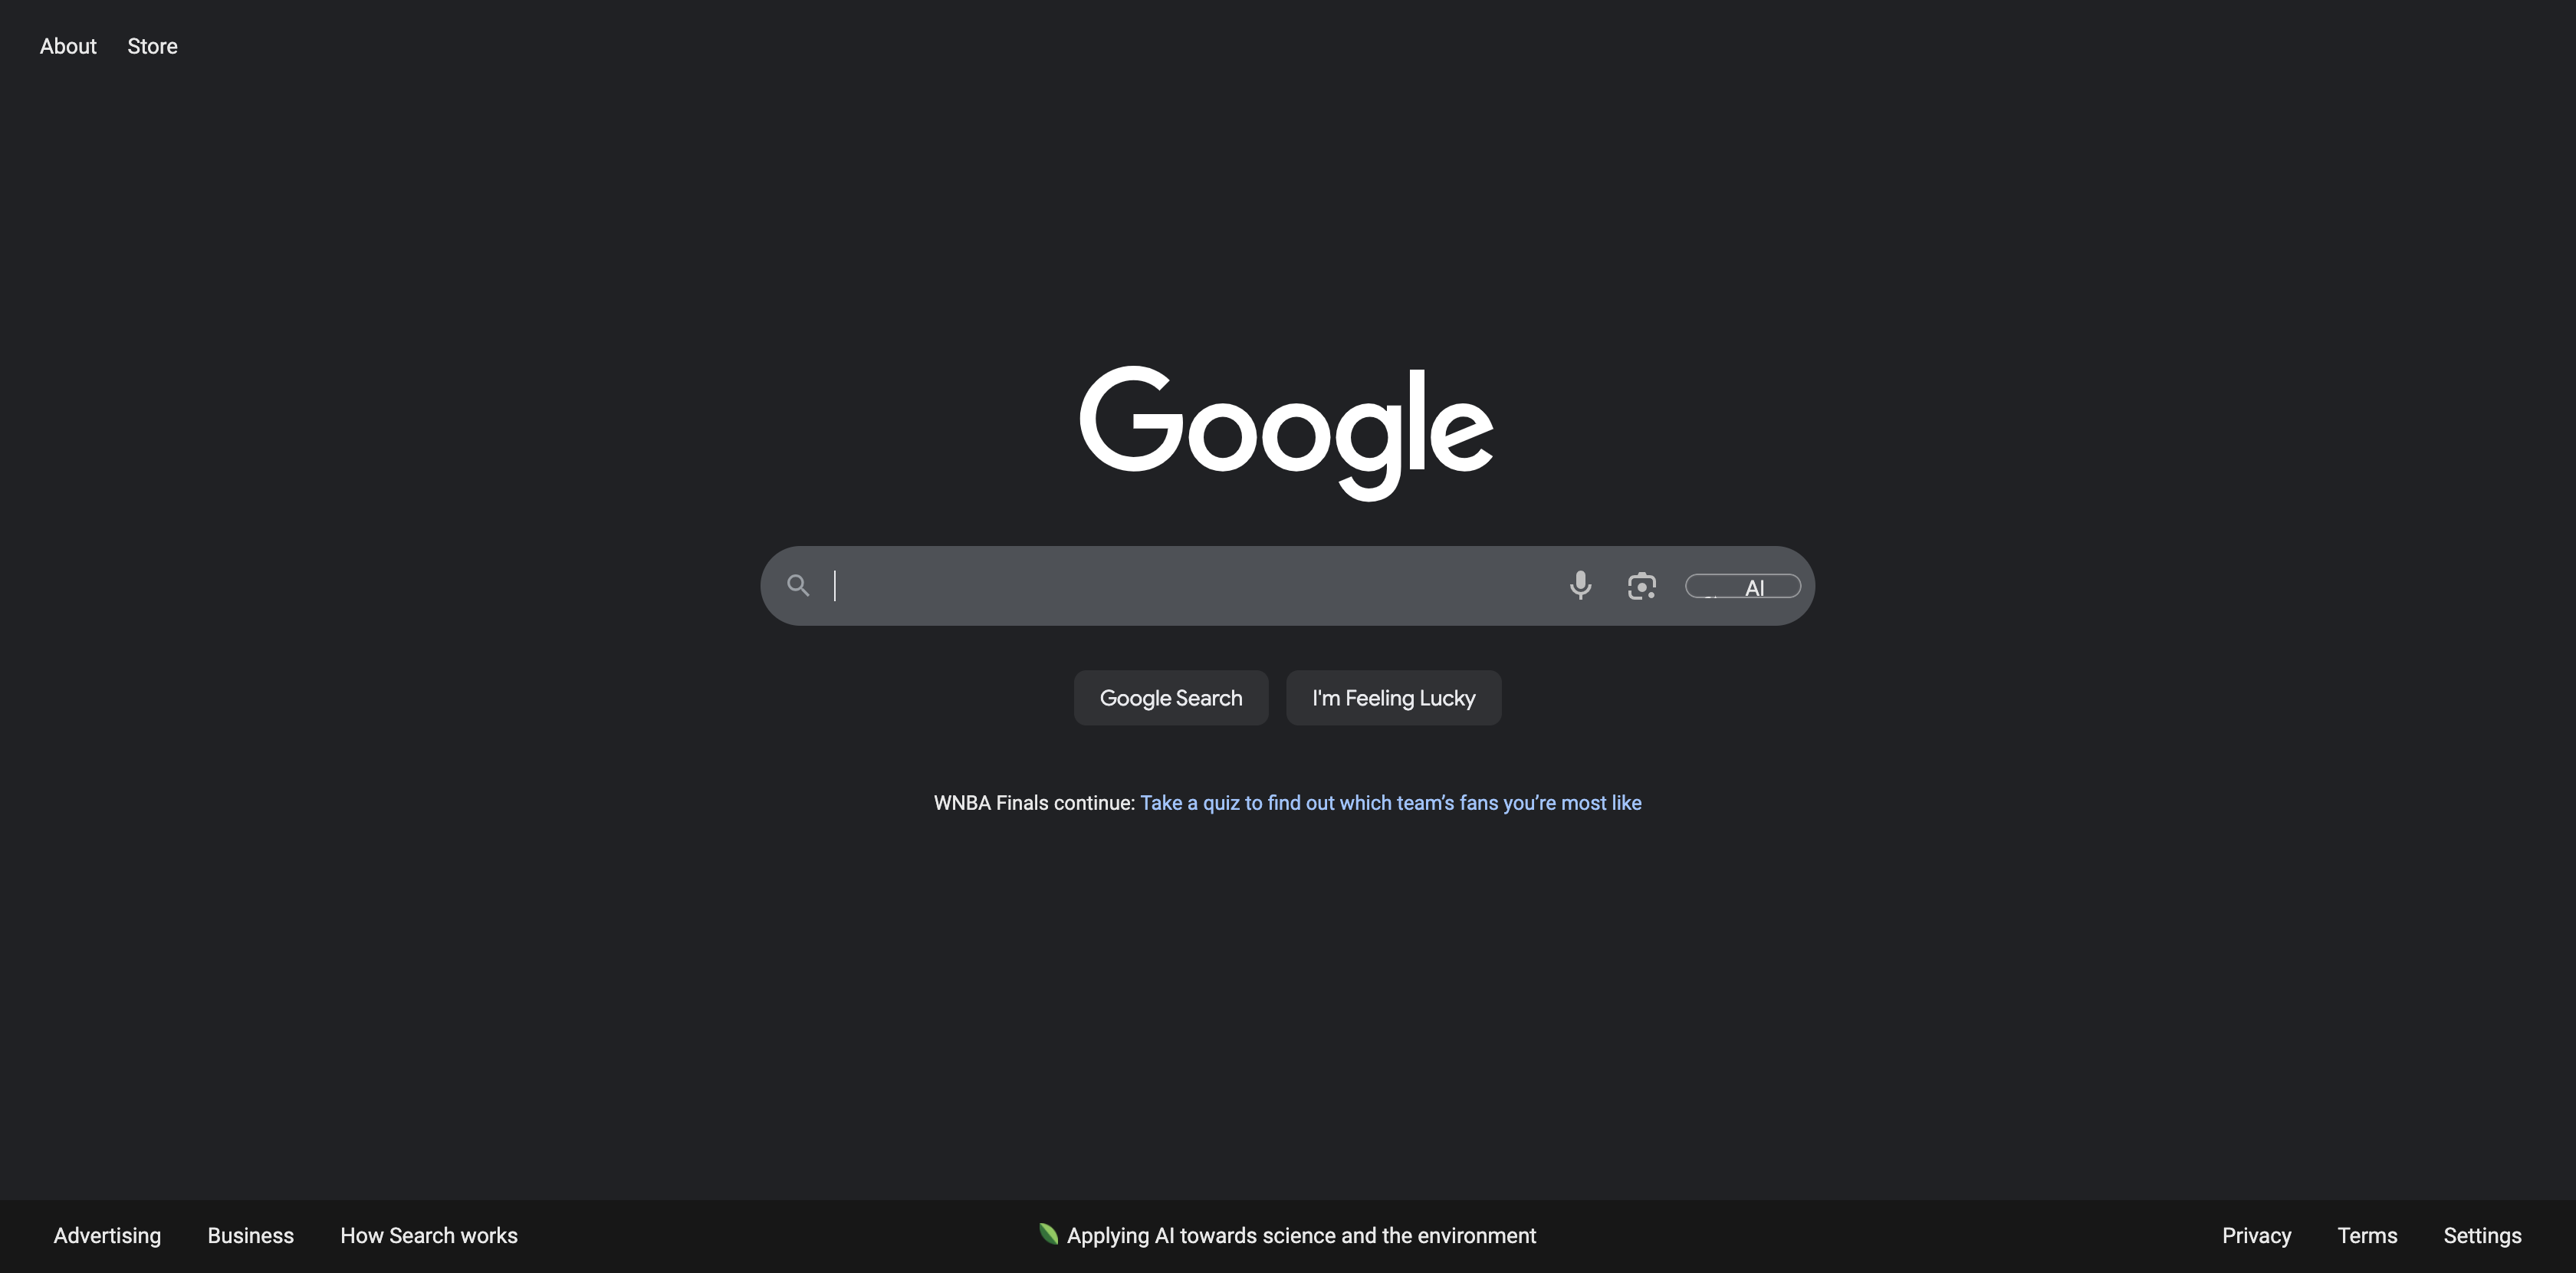 About Store
Google
AI
Google Search I'm Feeling Lucky
WNBA Finals continue: Take a quiz to find out which team’s fans you’re most like
Advertising Business How Search works Applying AI towards science and the environment Privacy Terms Settings